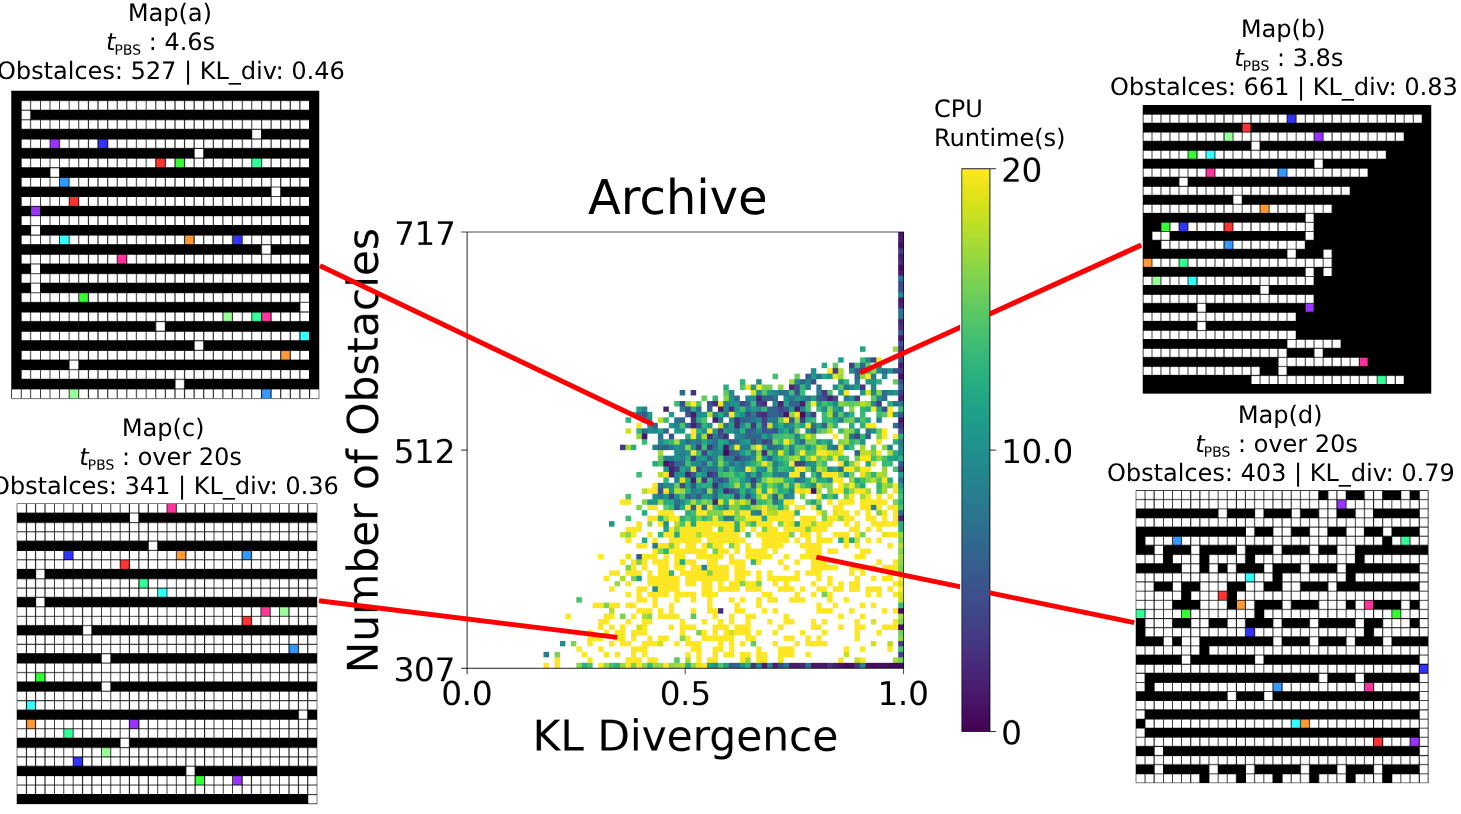 Map(a)
tPBS : 4.6s
Obstalces: 527 | KL_div: 0.46
Map(b)
tPBS : 3.8s
Obstalces: 661 | KL_div: 0.83
CPU
Runtime(s)
20
10.0
0
Archive
717
512
307
Number of Obstacles
0.0
0.5
1.0
KL Divergence
Map(c)
tPBS : over 20s
Obstalces: 341 | KL_div: 0.36
Map(d)
tPBS : over 20s
Obstalces: 403 | KL_div: 0.79